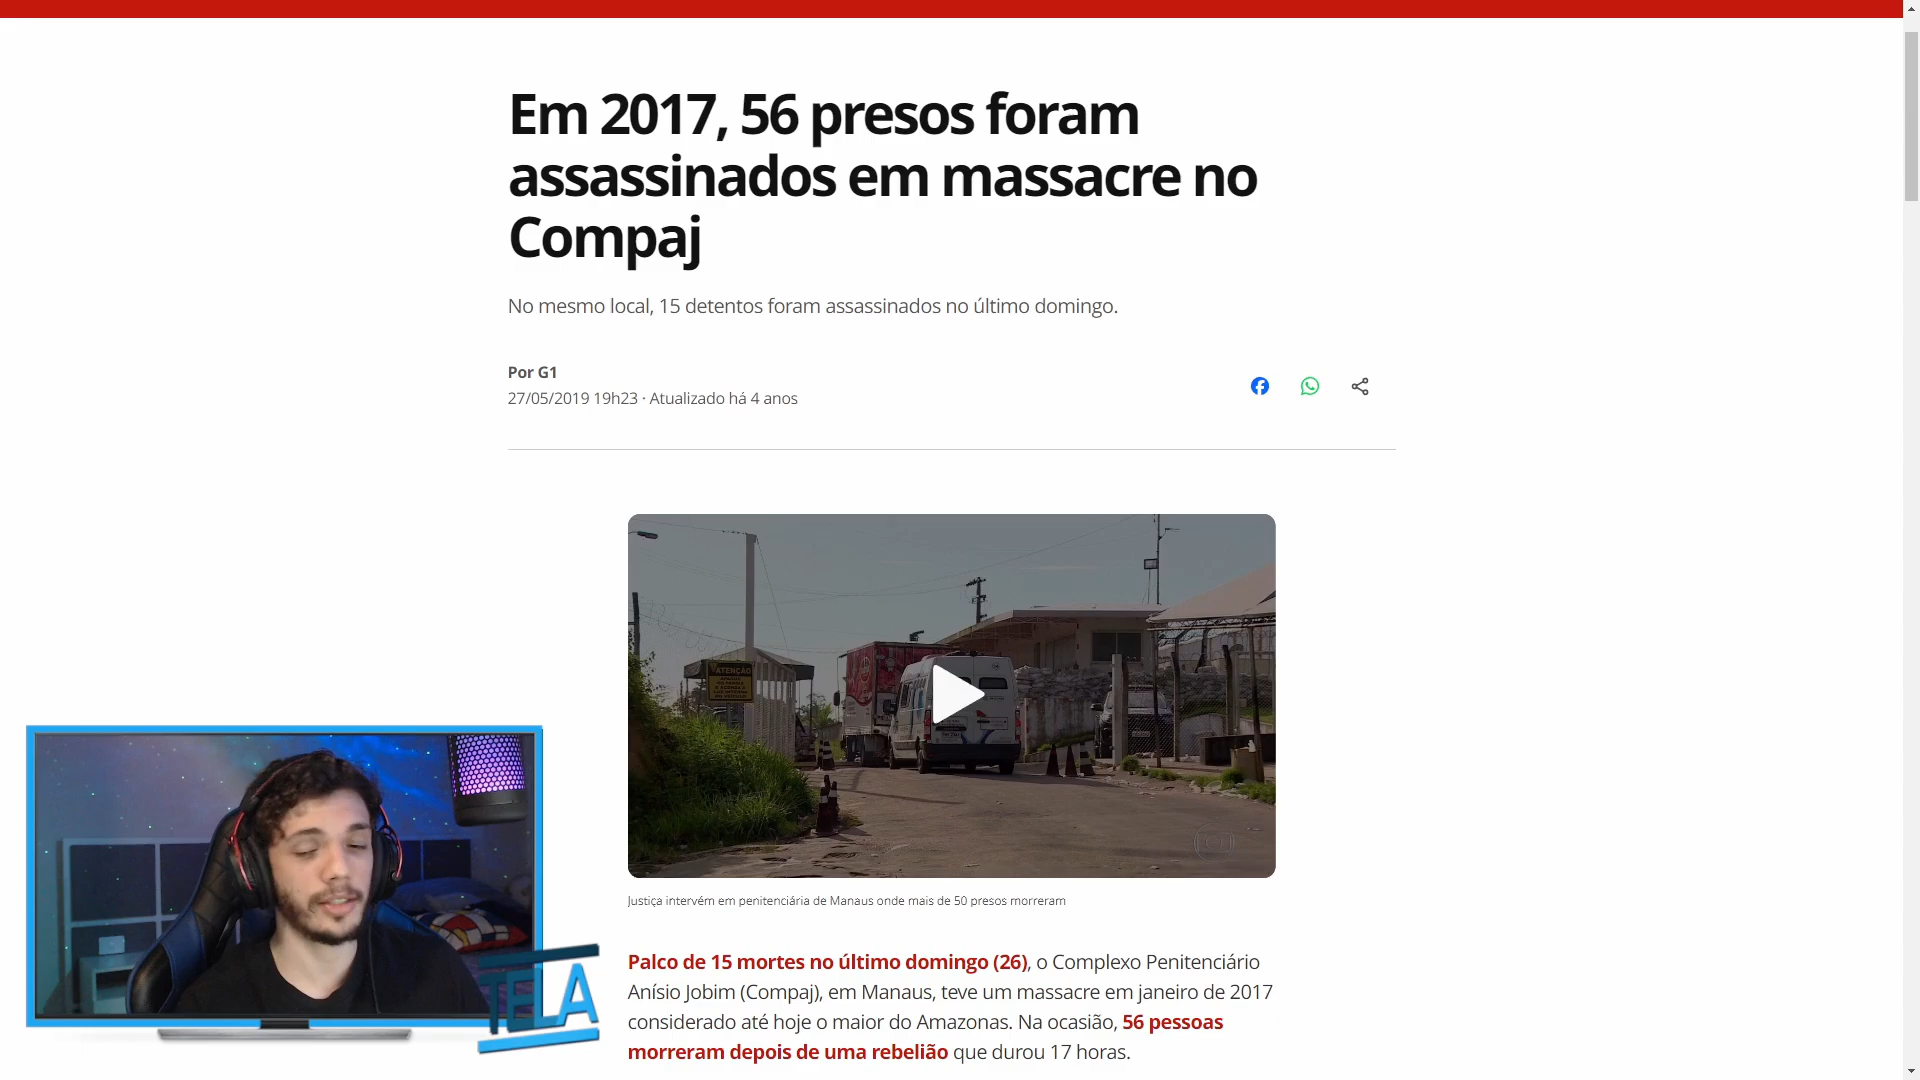 Em 2017, 56 presos foram
assassinados em massacre no
Compaj
No mesmo local, 15 detentos foram assassinados no último domingo.
Por G1
27/05/2019 19h23 · Atualizado há 4 anos
ATENÇÃO
Justiça intervém em penitenciária de Manaus onde mais de 50 presos morreram
Palco de 15 mortes no último domingo (26), o Complexo Penitenciário
Anísio Jobim (Compaj), em Manaus, teve um massacre em janeiro de 2017
considerado até hoje o maior do Amazonas. Na ocasião, 56 pessoas
morreram depois de uma rebelião que durou 17 horas.
TELA